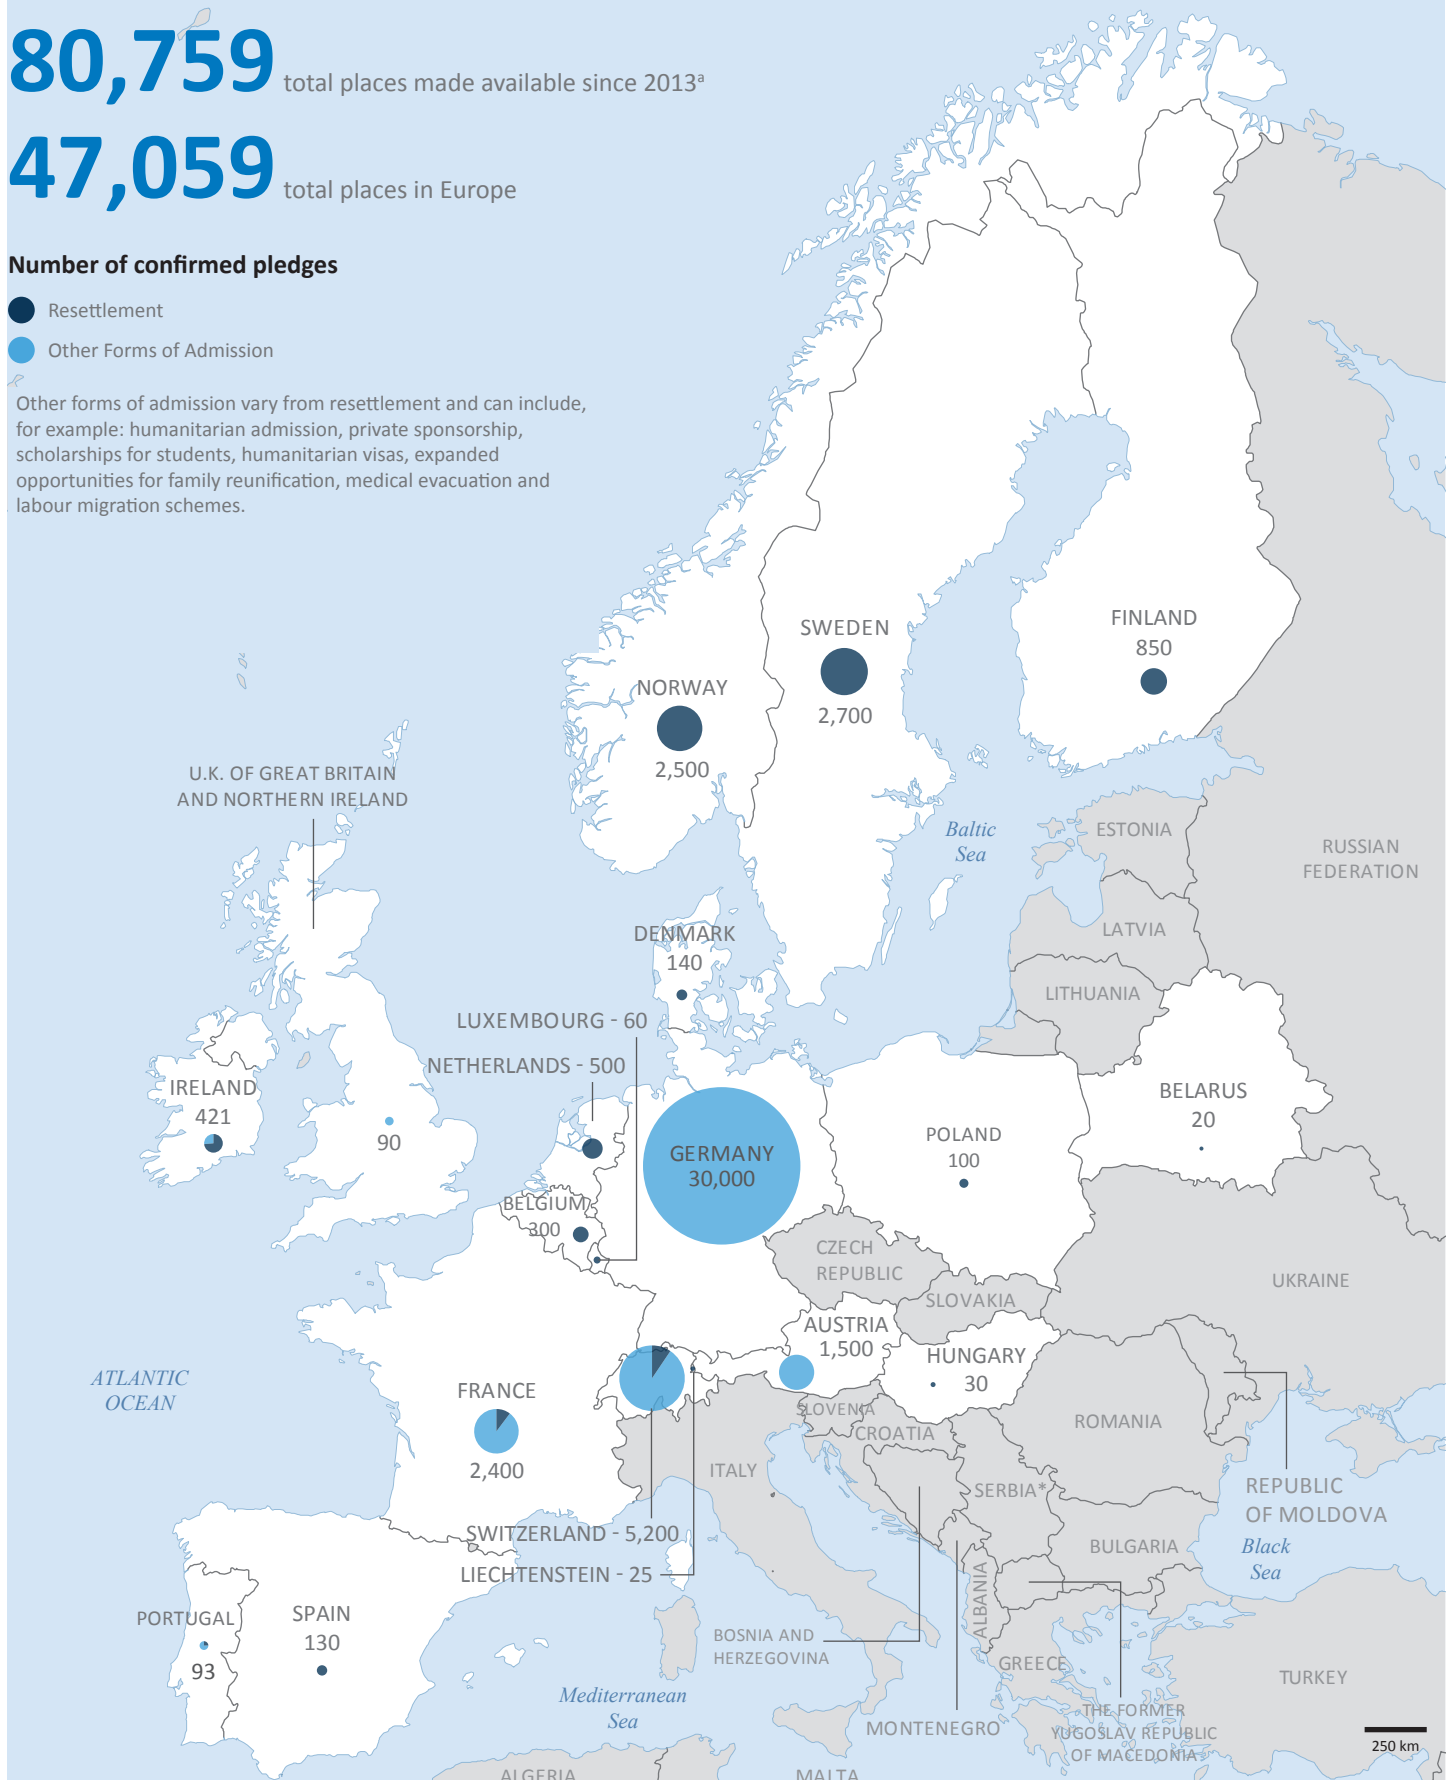 80,759 total places made available since 2013ª
47,059 total places in Europe
Number of confirmed pledges
Resettlement
Other Forms of Admission
Other forms of admission vary from resettlement and can include,
for example: humanitarian admission, private sponsorship,
scholarships for students, humanitarian visas, expanded
opportunities for family reunification, medical evacuation and
labour migration schemes.
FINLAND
850
SWEDEN
2,700
NORWAY
2,500
U.K. OF GREAT BRITAIN
AND NORTHERN IRELAND
90
Baltic
Sea
ESTONIA
RUSSIAN
FEDERATION
LATVIA
LITHUANIA
DENMARK
140
LUXEMBOURG - 60
NETHERLANDS - 500
IRELAND
421
BELARUS
20
POLAND
100
GERMANY
30,000
BELGIUM
300
CZECH
REPUBLIC
SLOVAKIA
UKRAINE
AUSTRIA
1,500
HUNGARY
30
ATLANTIC
OCEAN
FRANCE
2,400
SLOVENIA
CROATIA
ROMANIA
ITALY
SERBIA*
REPUBLIC
OF MOLDOVA
SWITZERLAND - 5,200
LIECHTENSTEIN - 25
BULGARIA
Black
Sea
ALBANIA
PORTUGAL
93
SPAIN
130
BOSNIA AND
HERZEGOVINA
GREECE
TURKEY
Mediterranean
Sea
MONTENEGRO
THE FORMER
YUGOSLAV REPUBLIC
OF MACEDONIA
250 km
ALGERIA
MALTA